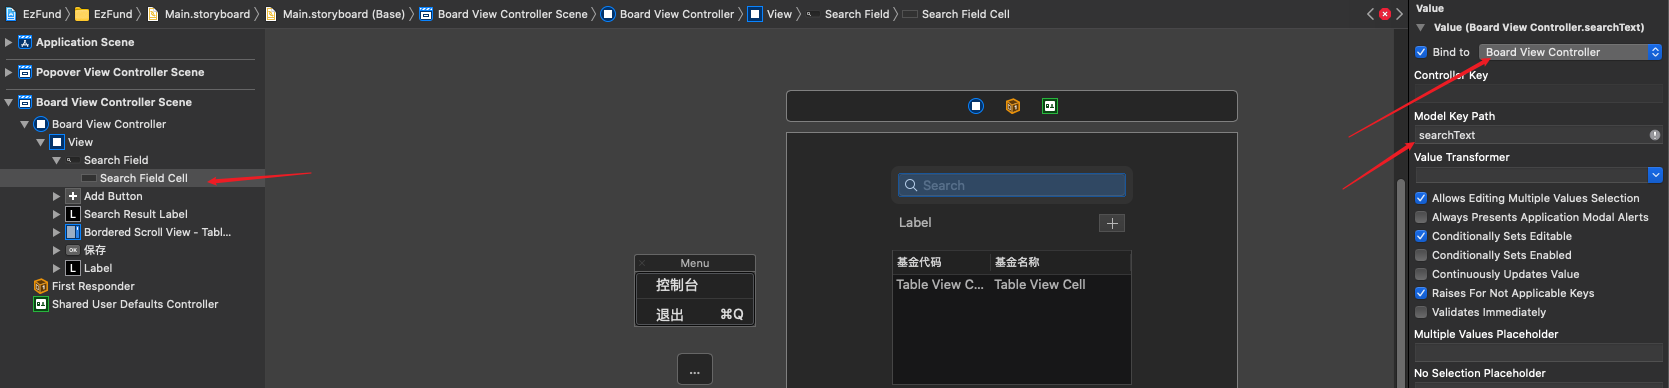 EzFund EzFund Main.storyboard Main.storyboard (Base) Board View Controller Scene Board View Controller View Search Field Search Field Cell
Application Scene
Popover View Controller Scene
Board View Controller Scene
Board View Controller
View
Search Field
Search Field Cell
Add Button
L Search Result Label
Bordered Scroll View - Tabl...
OK 保存
L Label
First Responder
Shared User Defaults Controller
Menu
控制台
退出 ⌘Q
...
Search
Label
基金代码 基金名称
Table View C... Table View Cell
Value
Value (Board View Controller.searchText)
Bind to Board View Controller
Controller Key
Model Key Path
searchText
Value Transformer
Allows Editing Multiple Values Selection
Always Presents Application Modal Alerts
Conditionally Sets Editable
Conditionally Sets Enabled
Continuously Updates Value
Raises For Not Applicable Keys
Validates Immediately
Multiple Values Placeholder
No Selection Placeholder